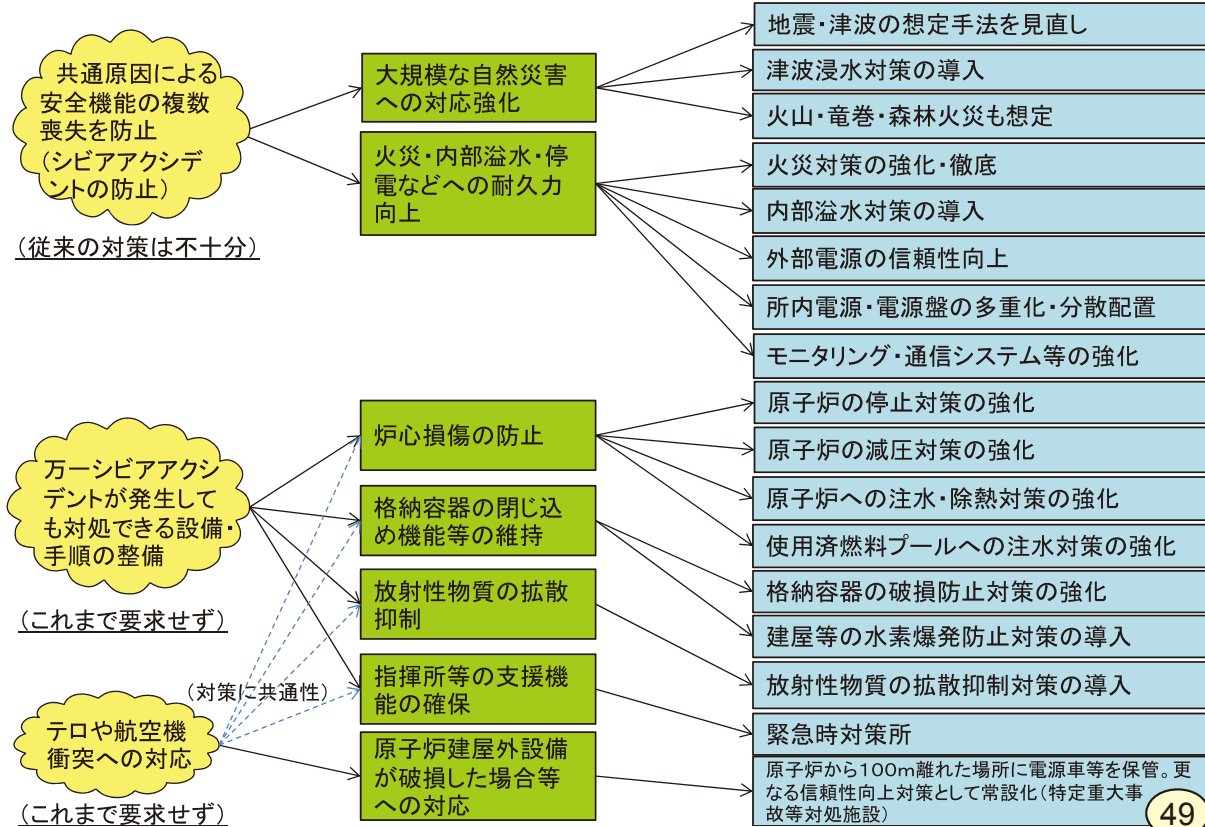 共通原因による
安全機能の複数
喪失を防止
(シビアアクシデ
ントの防止)
(従来の対策は不十分)
大規模な自然災害
への対応強化
火災・内部溢水・停
電などへの耐久力
向上
地震・津波の想定手法を見直し
津波浸水対策の導入
火山・竜巻・森林火災も想定
火災対策の強化・徹底
内部溢水対策の導入
外部電源の信頼性向上
所内電源・電源盤の多重化・分散配置
モニタリング・通信システム等の強化
万一シビアアクシ
デントが発生して
も対処できる設備・
手順の整備
(これまで要求せず)
炉心損傷の防止
格納容器の閉じ込
め機能等の維持
放射性物質の拡散
抑制
指揮所等の支援機
能の確保
原子炉の停止対策の強化
原子炉の減圧対策の強化
原子炉への注水・除熱対策の強化
使用済燃料プールへの注水対策の強化
格納容器の破損防止対策の強化
建屋等の水素爆発防止対策の導入
放射性物質の拡散抑制対策の導入
緊急時対策所
(対策に共通性)
テロや航空機
衝突への対応
(これまで要求せず)
原子炉建屋外設備
が破損した場合等
への対応
原子炉から100m離れた場所に電源車等を保管。更
なる信頼性向上対策として常設化(特定重大事
故等対処施設)
49